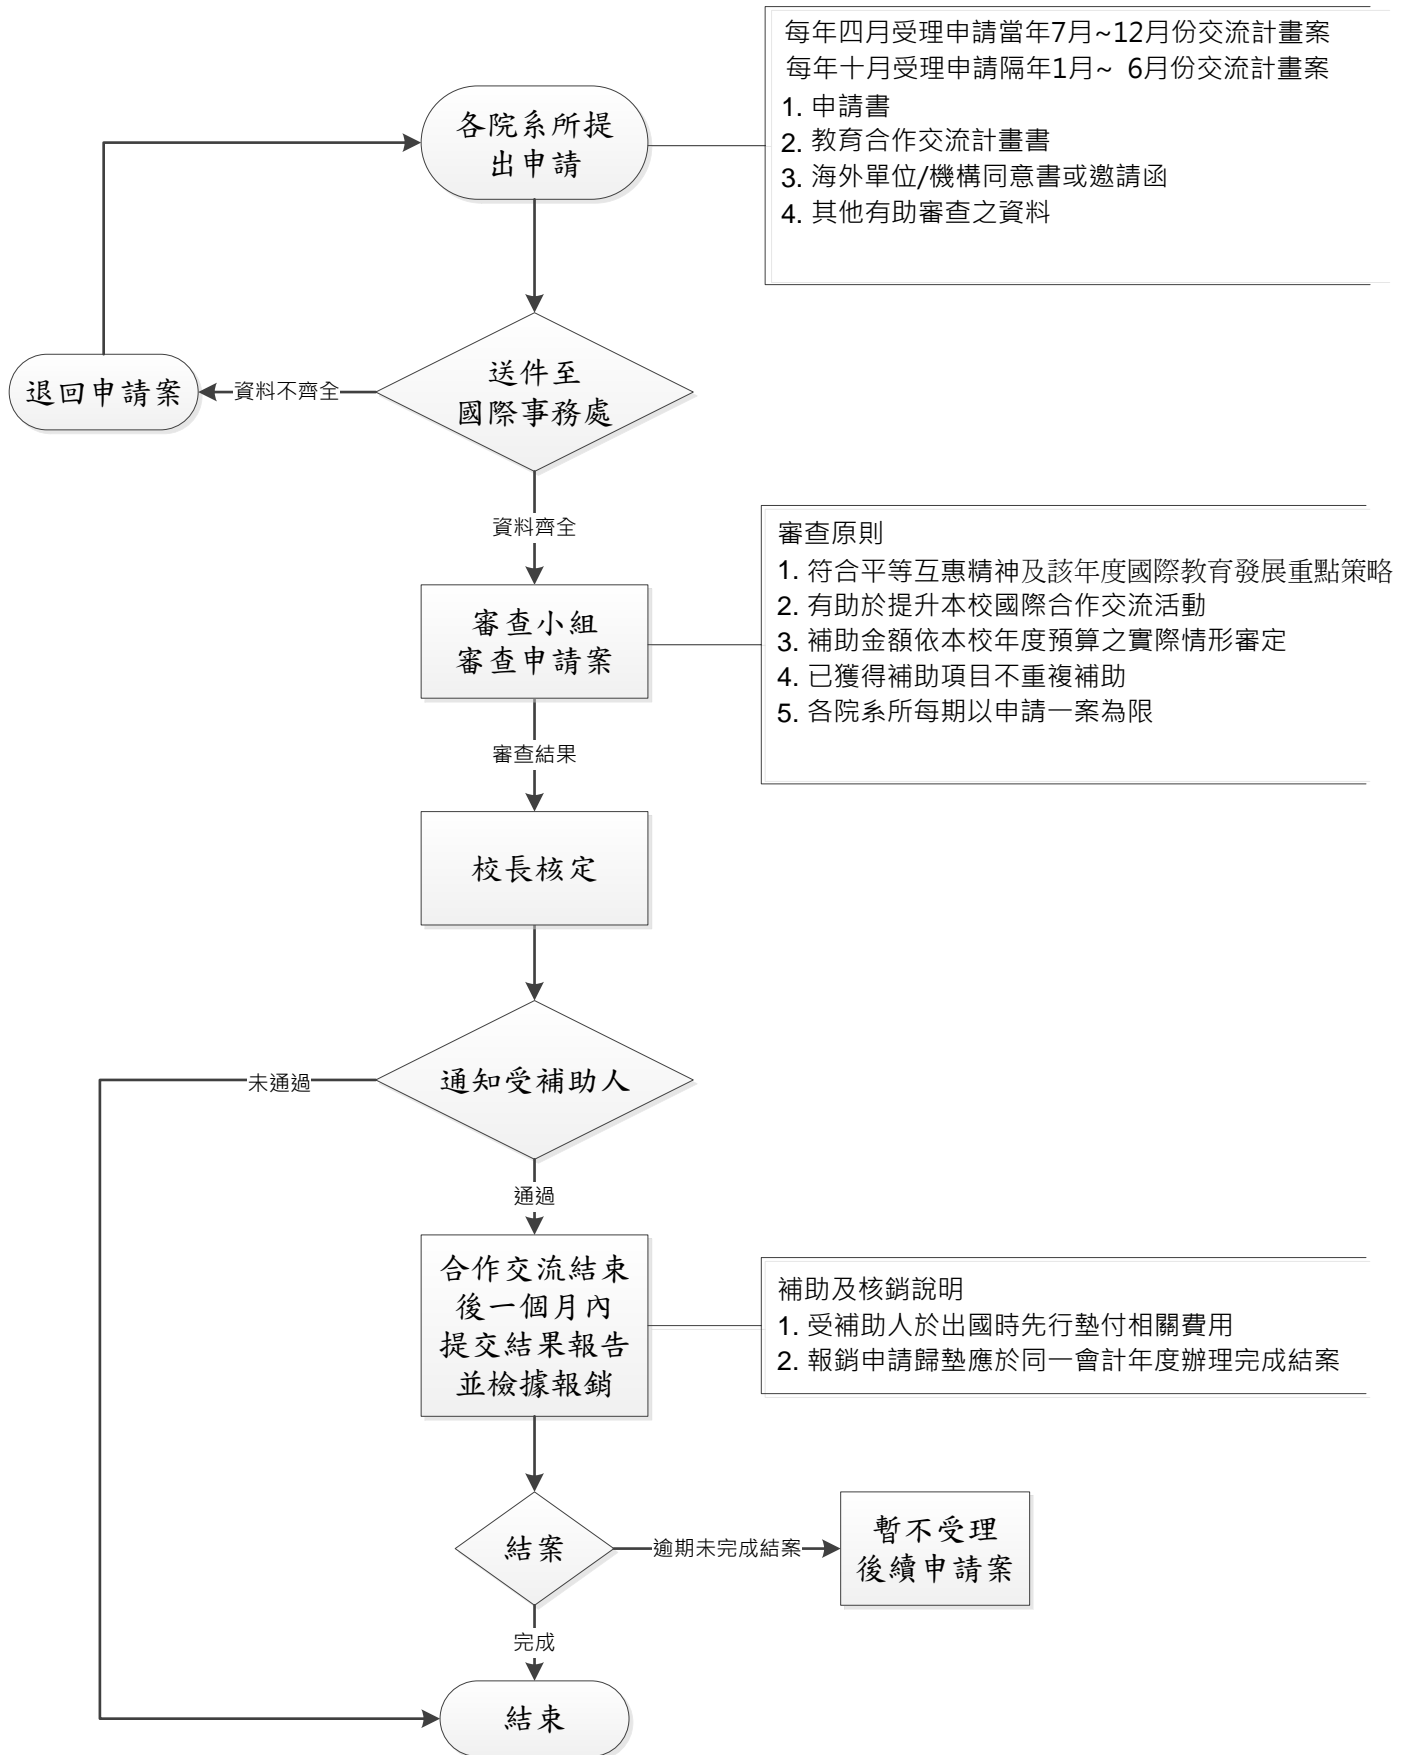 每年四月受理申請當年7月~12月份交流計畫案
每年十月受理申請隔年1月~ 6月份交流計畫案
1. 申請書
2. 教育合作交流計畫書
3. 海外單位/機構同意書或邀請函
4. 其他有助審查之資料
各院系所提
出申請
送件至
國際事務處
資料不齊全
退回申請案
資料齊全
審查原則
1. 符合平等互惠精神及該年度國際教育發展重點策略
2. 有助於提升本校國際合作交流活動
3. 補助金額依本校年度預算之實際情形審定
4. 已獲得補助項目不重複補助
5. 各院系所每期以申請一案為限
審查小組
審查申請案
審查結果
校長核定
通知受補助人
未通過
通過
合作交流結束
後一個月內
提交結果報告
並檢據報銷
補助及核銷說明
1. 受補助人於出國時先行墊付相關費用
2. 報銷申請歸墊應於同一會計年度辦理完成結案
結案
逾期未完成結案
暫不受理
後續申請案
完成
結束